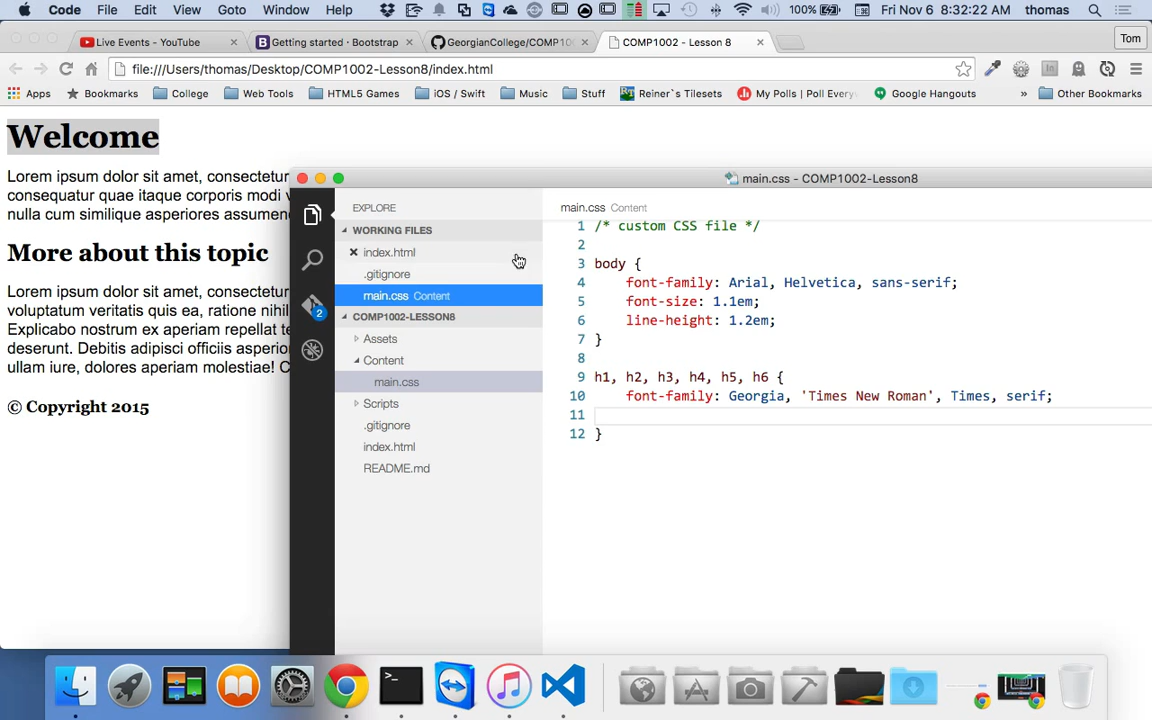 Code File Edit View Goto Window Help 100% Fri Nov 6 8:32:22 AM thomas
Live Events - YouTube Getting started · Bootstrap GeorgianCollege/COMP10 COMP1002 - Lesson 8 Tom
file:///Users/thomas/Desktop/COMP1002-Lesson8/index.html
Apps Bookmarks College Web Tools HTML5 Games iOS / Swift Music Stuff Reiner`s Tilesets My Polls | Poll Every Google Hangouts » Other Bookmarks
Welcome
Lorem ipsum dolor sit amet, consectetur
consequatur quae itaque corporis modi v
nulla cum similique asperiores assumen
More about this topic
Lorem ipsum dolor sit amet, consectetur
voluptatum veritatis quis ea, ratione nihil
Explicabo nostrum ex aperiam repellat te
deserunt. Debitis adipisci officiis asperio
ullam iure, dolores aperiam molestiae! C
© Copyright 2015
main.css - COMP1002-Lesson8
EXPLORE
WORKING FILES
index.html
.gitignore
main.css Content
COMP1002-LESSON8
Assets
Content
main.css
Scripts
.gitignore
index.html
README.md
2
main.css Content
1 /* custom CSS file */
2
3 body {
4 font-family: Arial, Helvetica, sans-serif;
5 font-size: 1.1em;
6 line-height: 1.2em;
7 }
8
9 h1, h2, h3, h4, h5, h6 {
10 font-family: Georgia, 'Times New Roman', Times, serif;
11
12 }